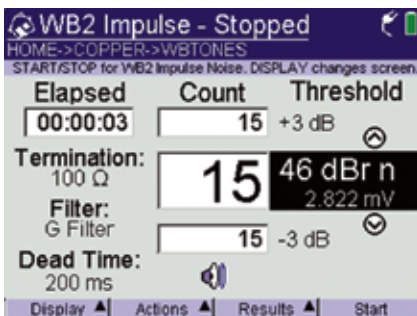 WB2 Impulse - Stopped
HOME->COPPER->WBTONES
START/STOP for WB2 Impulse Noise. DISPLAY changes screen.
Elapsed Count Threshold
00:00:03 15 +3 dB
Termination:
100 Ω
15
46 dBr n
2.822 mV
Filter:
G Filter
15 -3 dB
Dead Time:
200 ms
Display ▲ Actions ▲ Results ▲ Start